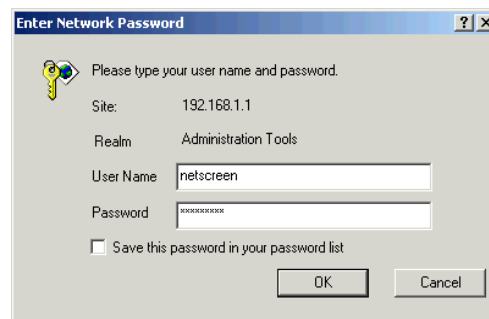 Enter Network Password
Please type your user name and password.
Site: 192.168.1.1
Realm Administration Tools
User Name netscreen
Password xxxxxxxxx
Save this password in your password list
OK Cancel